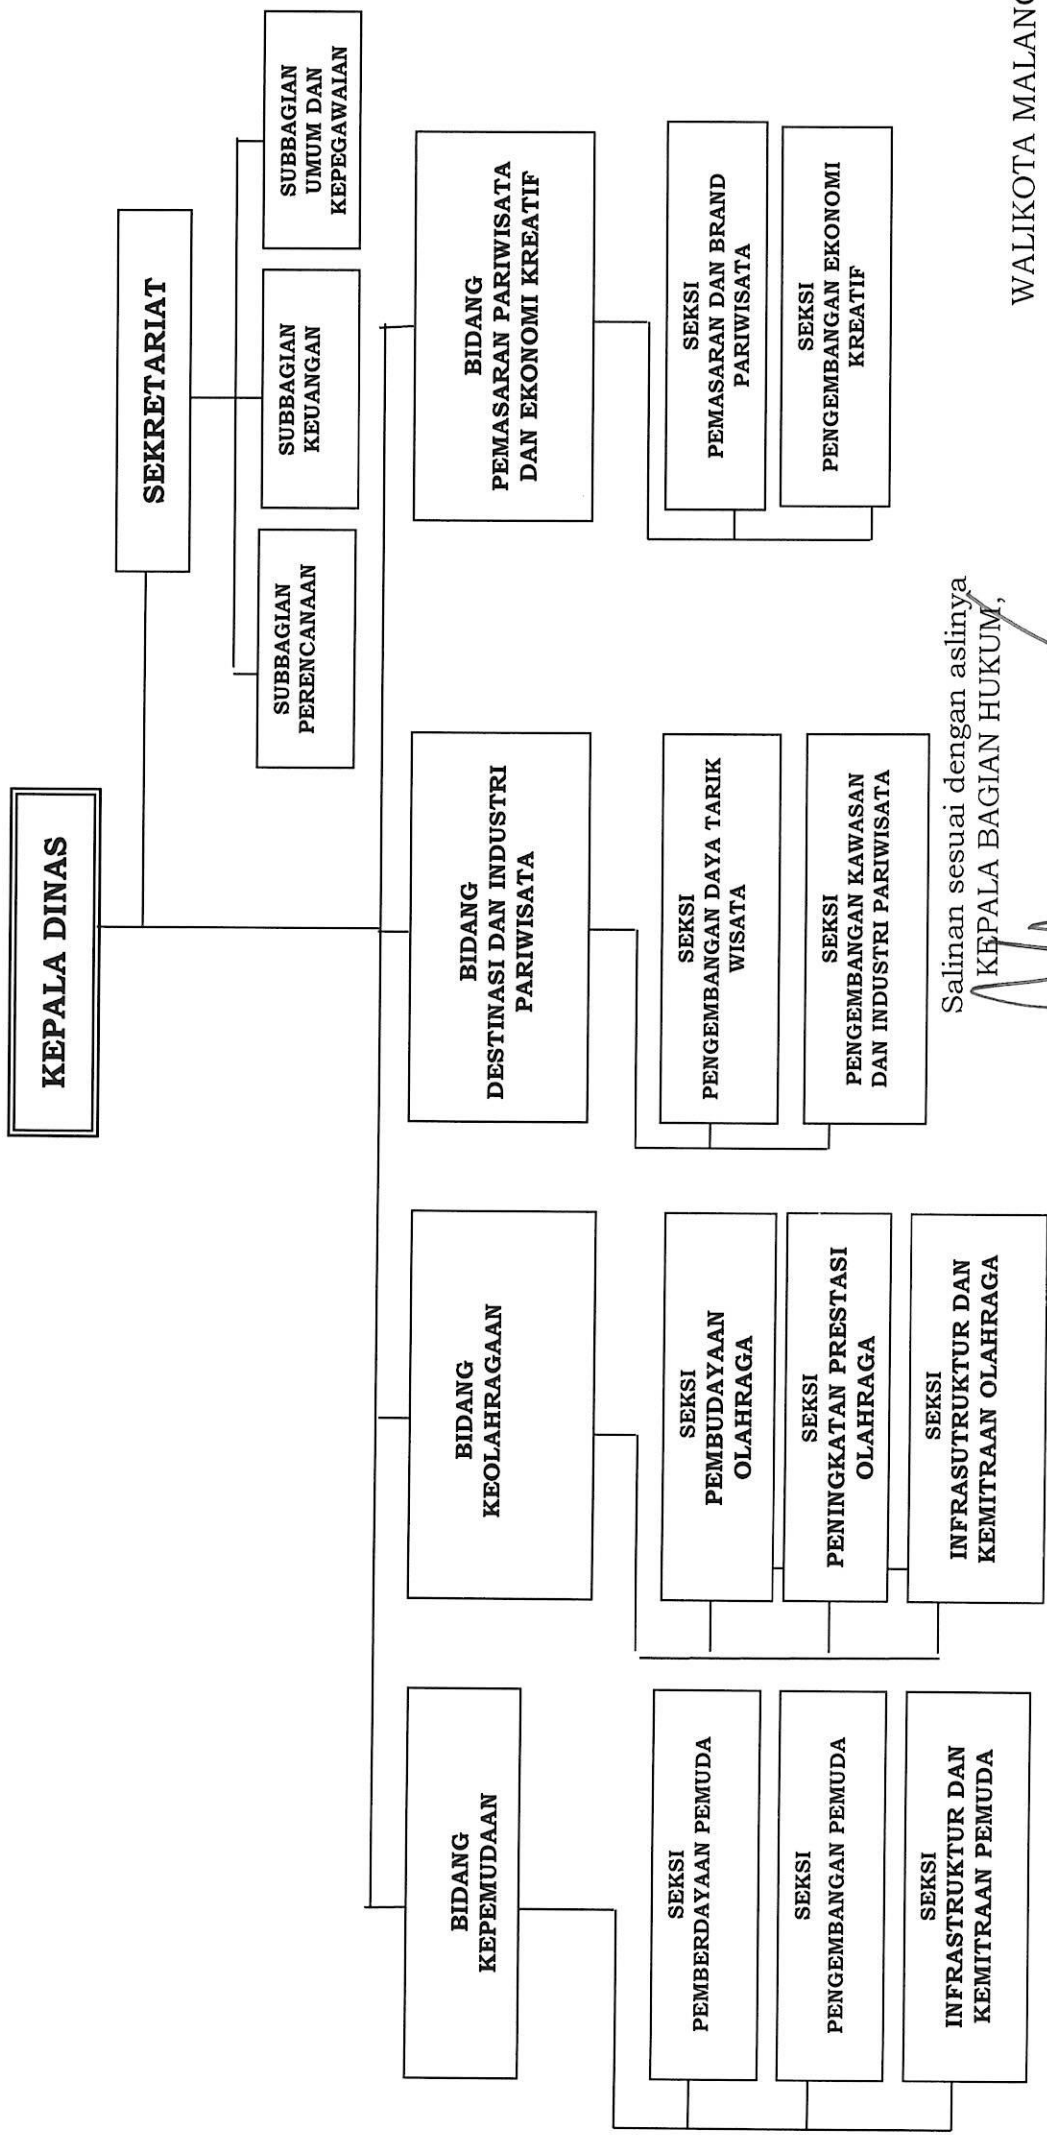 KEPALA DINAS
SEKRETARIAT
SUBBAGIAN
PERENCANAAN
SUBBAGIAN
KEUANGAN
SUBBAGIAN
UMUM DAN
KEPEGAWAIAN
BIDANG
KEPEMUDAAN
SEKSI
PEMBERDAYAAN PEMUDA
SEKSI
PENGEMBANGAN PEMUDA
SEKSI
INFRASTRUKTUR DAN
KEMITRAAN PEMUDA
BIDANG
KEOLAHRAGAAN
SEKSI
PEMBUDAYAAN
OLAHRAGA
SEKSI
PENINGKATAN PRESTASI
OLAHRAGA
SEKSI
INFRASUTRUKTUR DAN
KEMITRAAN OLAHRAGA
BIDANG
DESTINASI DAN INDUSTRI
PARIWISATA
SEKSI
PENGEMBANGAN DAYA TARIK
WISATA
SEKSI
PENGEMBANGAN KAWASAN
DAN INDUSTRI PARIWISATA
BIDANG
PEMASARAN PARIWISATA
DAN EKONOMI KREATIF
SEKSI
PEMASARAN DAN BRAND
PARIWISATA
SEKSI
PENGEMBANGAN EKONOMI
KREATIF
Salinan sesuai dengan aslinya
KEPALA BAGIAN HUKUM,
WALIKOTA MALANG